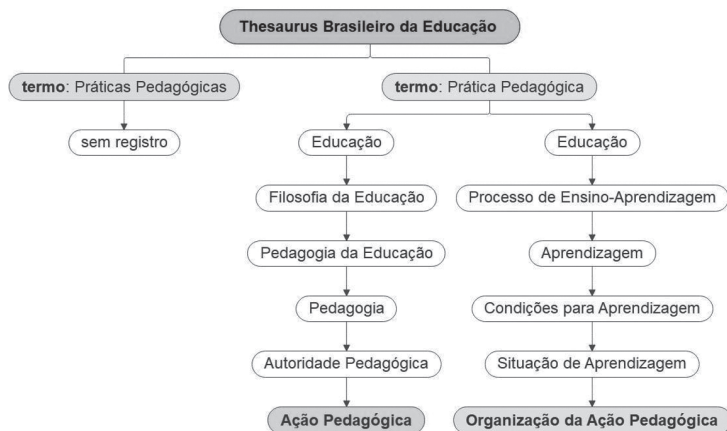 Thesaurus Brasileiro da Educação
termo: Práticas Pedagógicas
termo: Prática Pedagógica
sem registro
Educação
Educação
Filosofia da Educação
Processo de Ensino-Aprendizagem
Pedagogia da Educação
Aprendizagem
Pedagogia
Condições para Aprendizagem
Autoridade Pedagógica
Situação de Aprendizagem
Ação Pedagógica
Organização da Ação Pedagógica